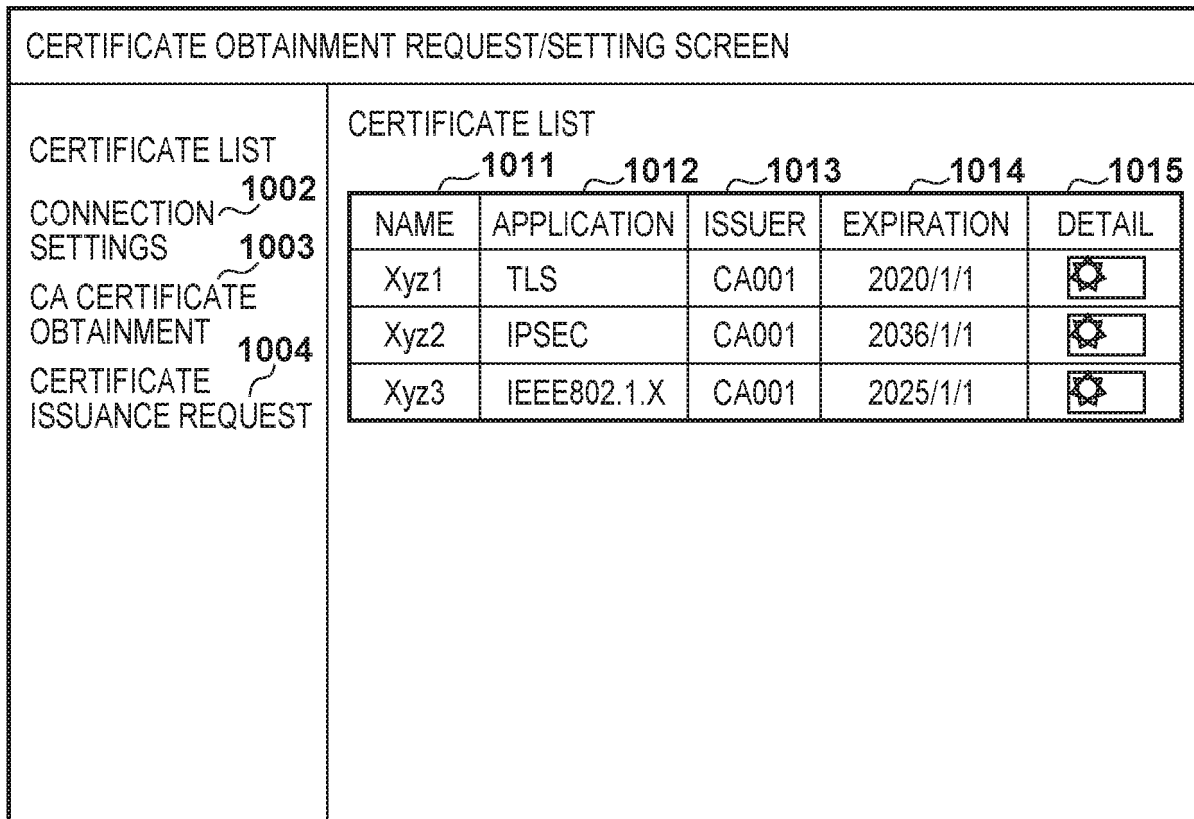 CERTIFICATE OBTAINMENT REQUEST/SETTING SCREEN
CERTIFICATE LIST
1002
CONNECTION
SETTINGS
1003
CA CERTIFICATE
OBTAINMENT
1004
CERTIFICATE
ISSUANCE REQUEST
CERTIFICATE LIST
1011 1012 1013 1014 1015
NAME APPLICATION ISSUER EXPIRATION DETAIL
Xyz1 TLS CA001 2020/1/1
Xyz2 IPSEC CA001 2036/1/1
Xyz3 IEEE802.1.X CA001 2025/1/1